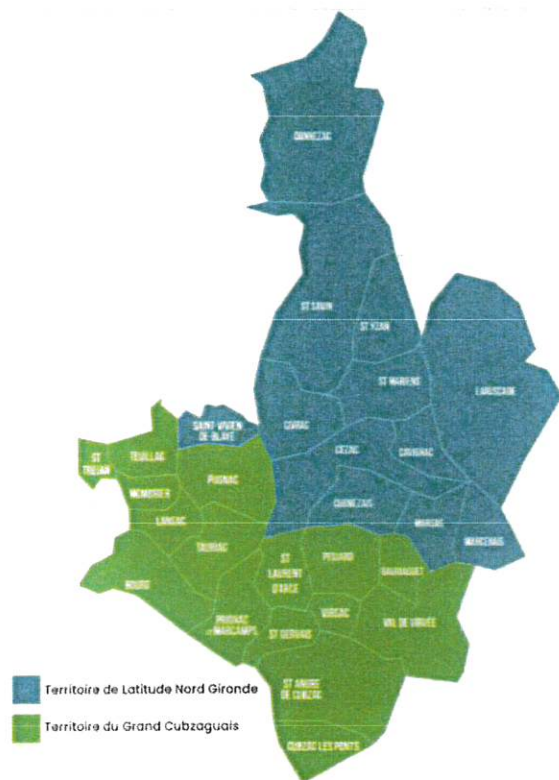 DONNEZAC
ST SAVIN
ST YZAN
ST MARIENS
LARUSCADE
SAINT-VIVIEN
DE-BLAYE
CIVRAC
CEZAC
CAVIGNAC
ST
TROJAN
TEUILLAC
PUGNAC
MOMBRIER
CUBNEZAIS
MARSAS
MARCENAIS
LANSAC
TAURIAC
ST
LAURENT
D'ARCE
PEUJARD
GAURIAGUET
BOURG
PRIGNAC
ET MARCAMPS
VIRSAC
VAL DE VIRVÉE
ST GERVAIS
ST ANDRE
DE CUBZAC
CUBZAC LES PONTS
Territoire de Latitude Nord Gironde
Territoire du Grand Cubzaguais